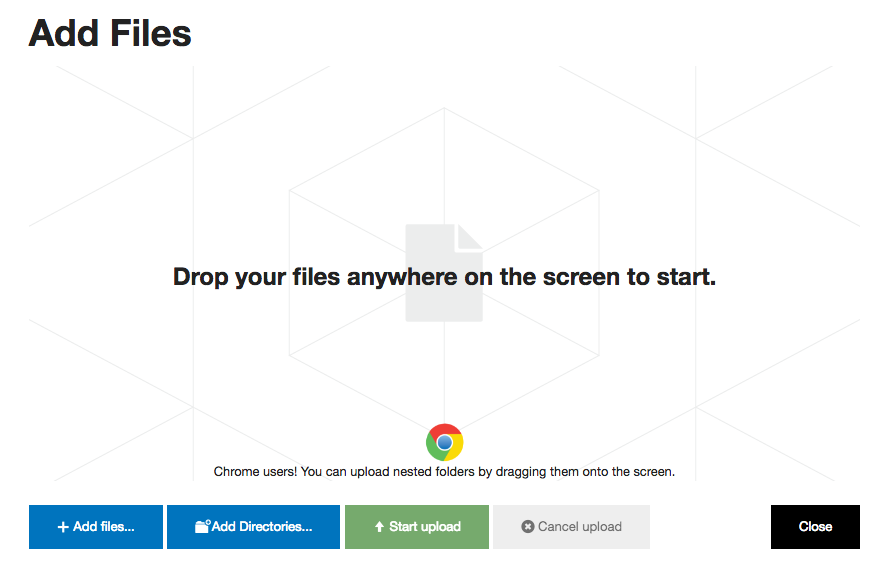 Add Files
Drop your files anywhere on the screen to start.
Chrome users! You can upload nested folders by dragging them onto the screen.
Add files...
Add Directories...
Start upload
Cancel upload
Close